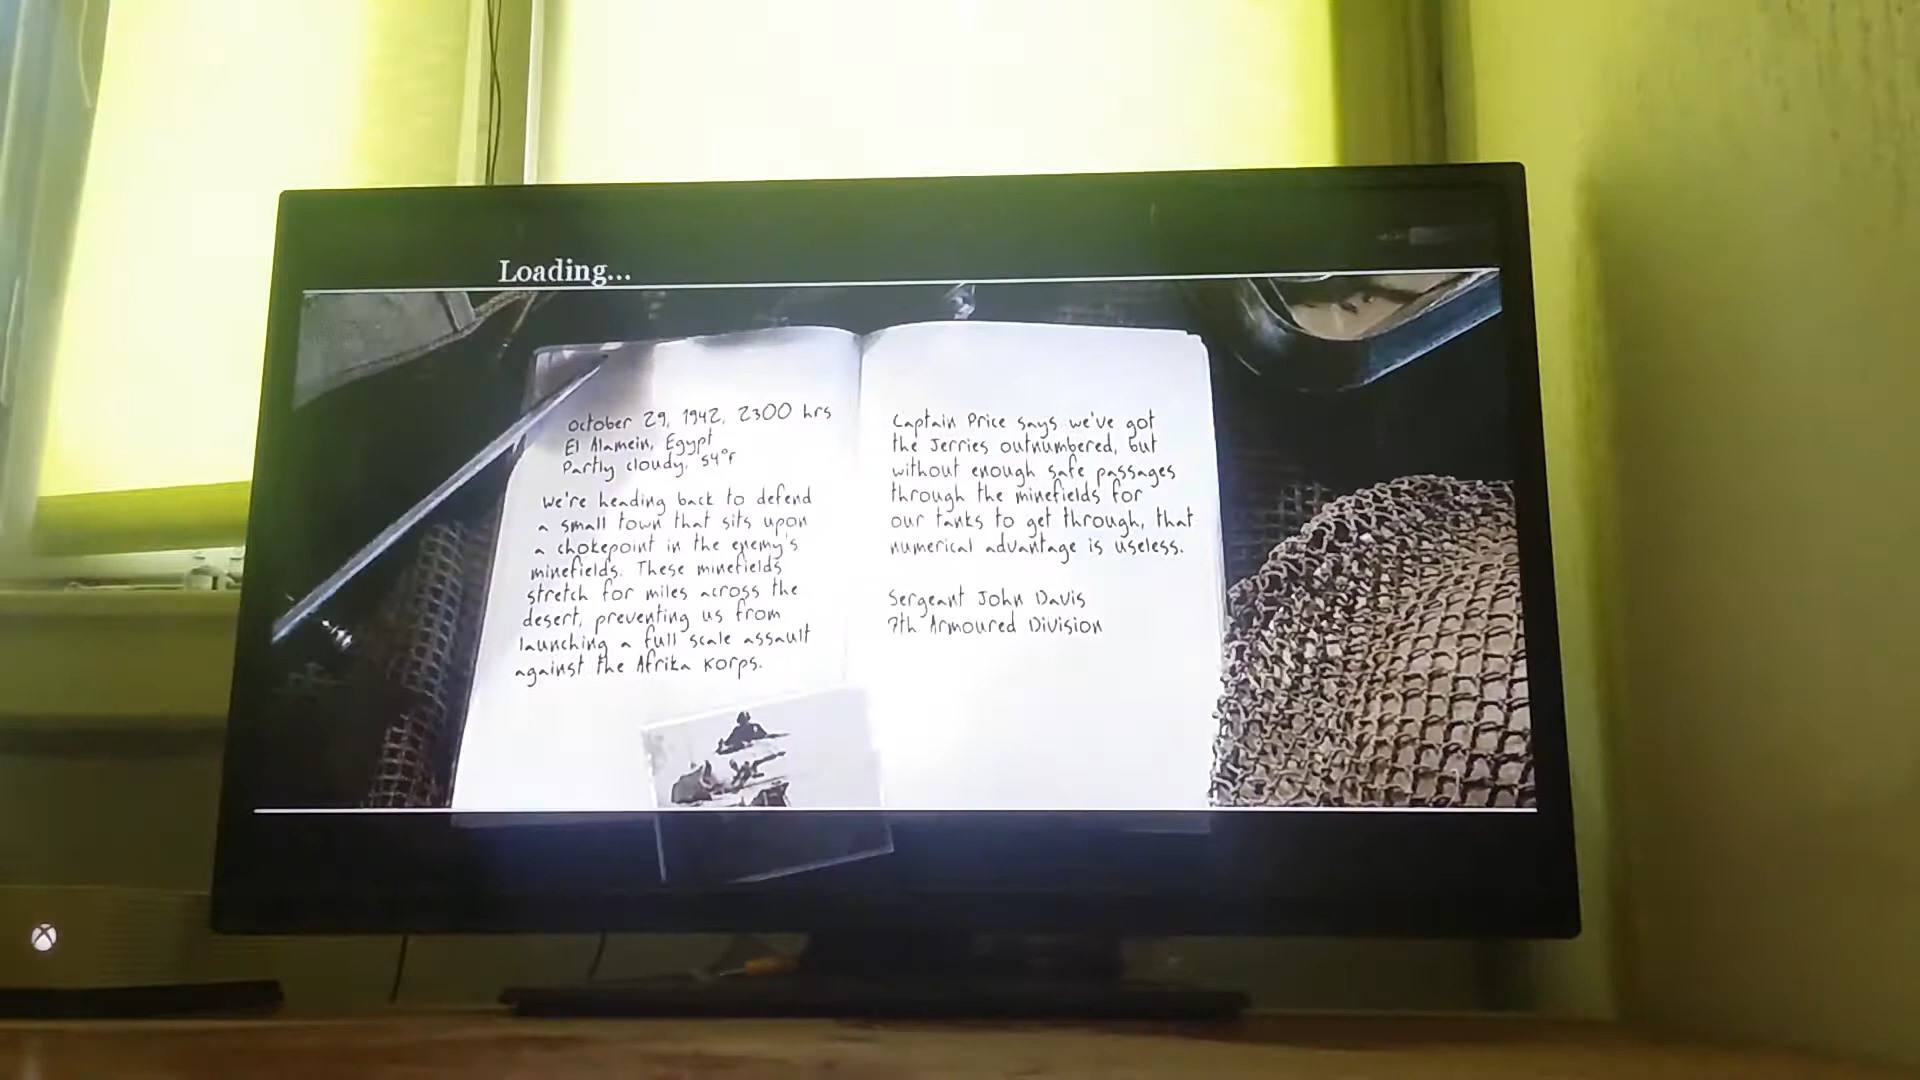 Loading...
October 29, 1942, 2300 hrs
El Alamein, Egypt
Partly cloudy, 54°F
We're heading back to defend
a small town that sits upon
a chokepoint in the enemy's
minefields. These minefields
stretch for miles across the
desert, preventing us from
launching a full scale assault
against the Afrika Korps.
Captain Price says we've got
the Jerries outnumbered, but
without enough safe passages
through the minefields for
our tanks to get through, that
numerical advantage is useless.
Sergeant John Davis
7th Armoured Division